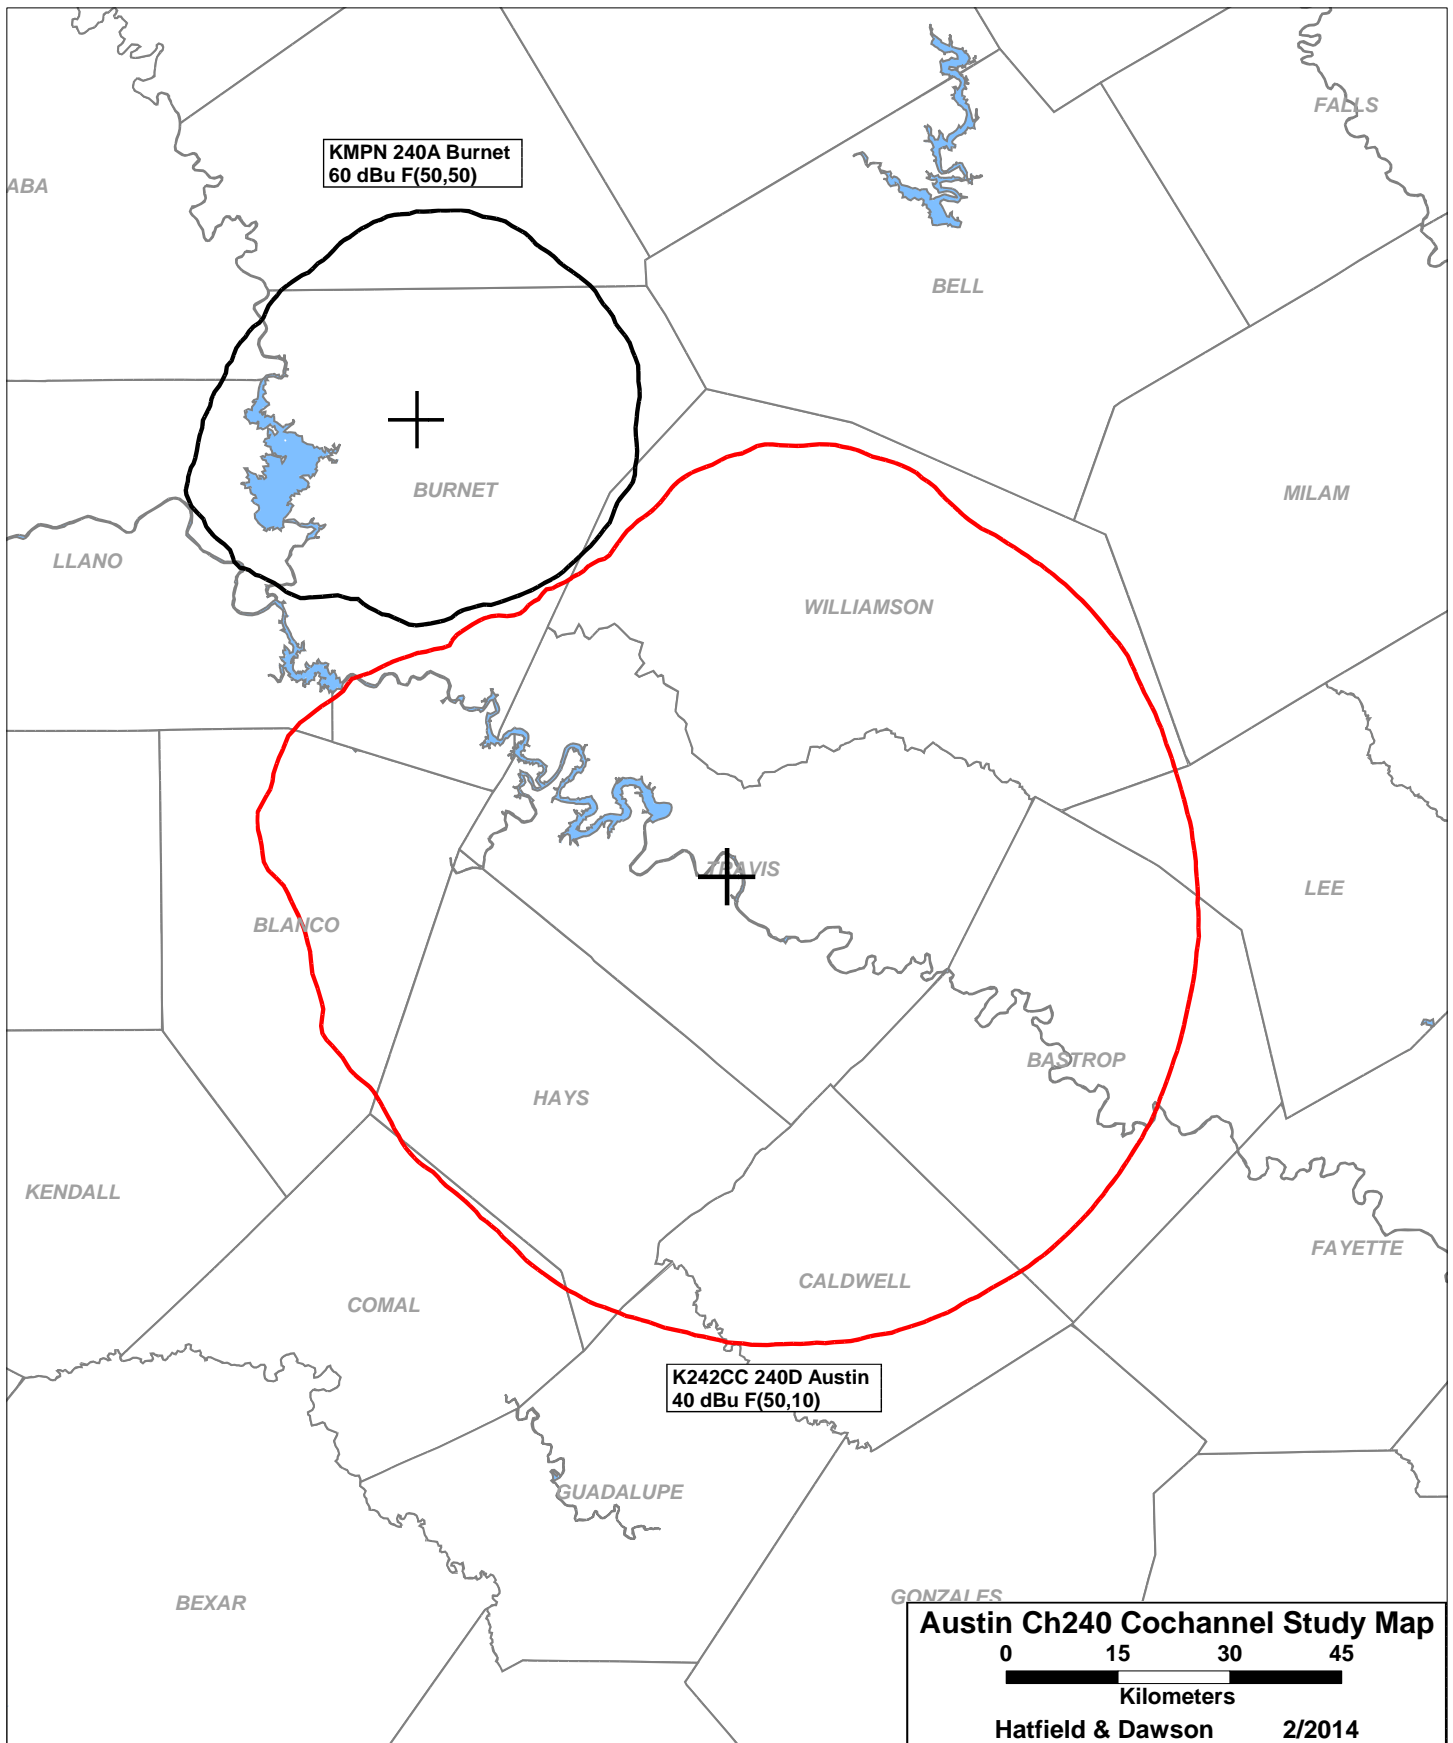 FALLS
KMPN 240A Burnet
60 dBu F(50,50)
ABA
BELL
BURNET
MILAM
LLANO
WILLIAMSON
TRAVIS
LEE
BLANCO
BASTROP
HAYS
KENDALL
FAYETTE
CALDWELL
COMAL
K242CC 240D Austin
40 dBu F(50,10)
GUADALUPE
BEXAR
GONZALES
Austin Ch240 Cochannel Study Map
0 15 30 45
Kilometers
Hatfield & Dawson 2/2014